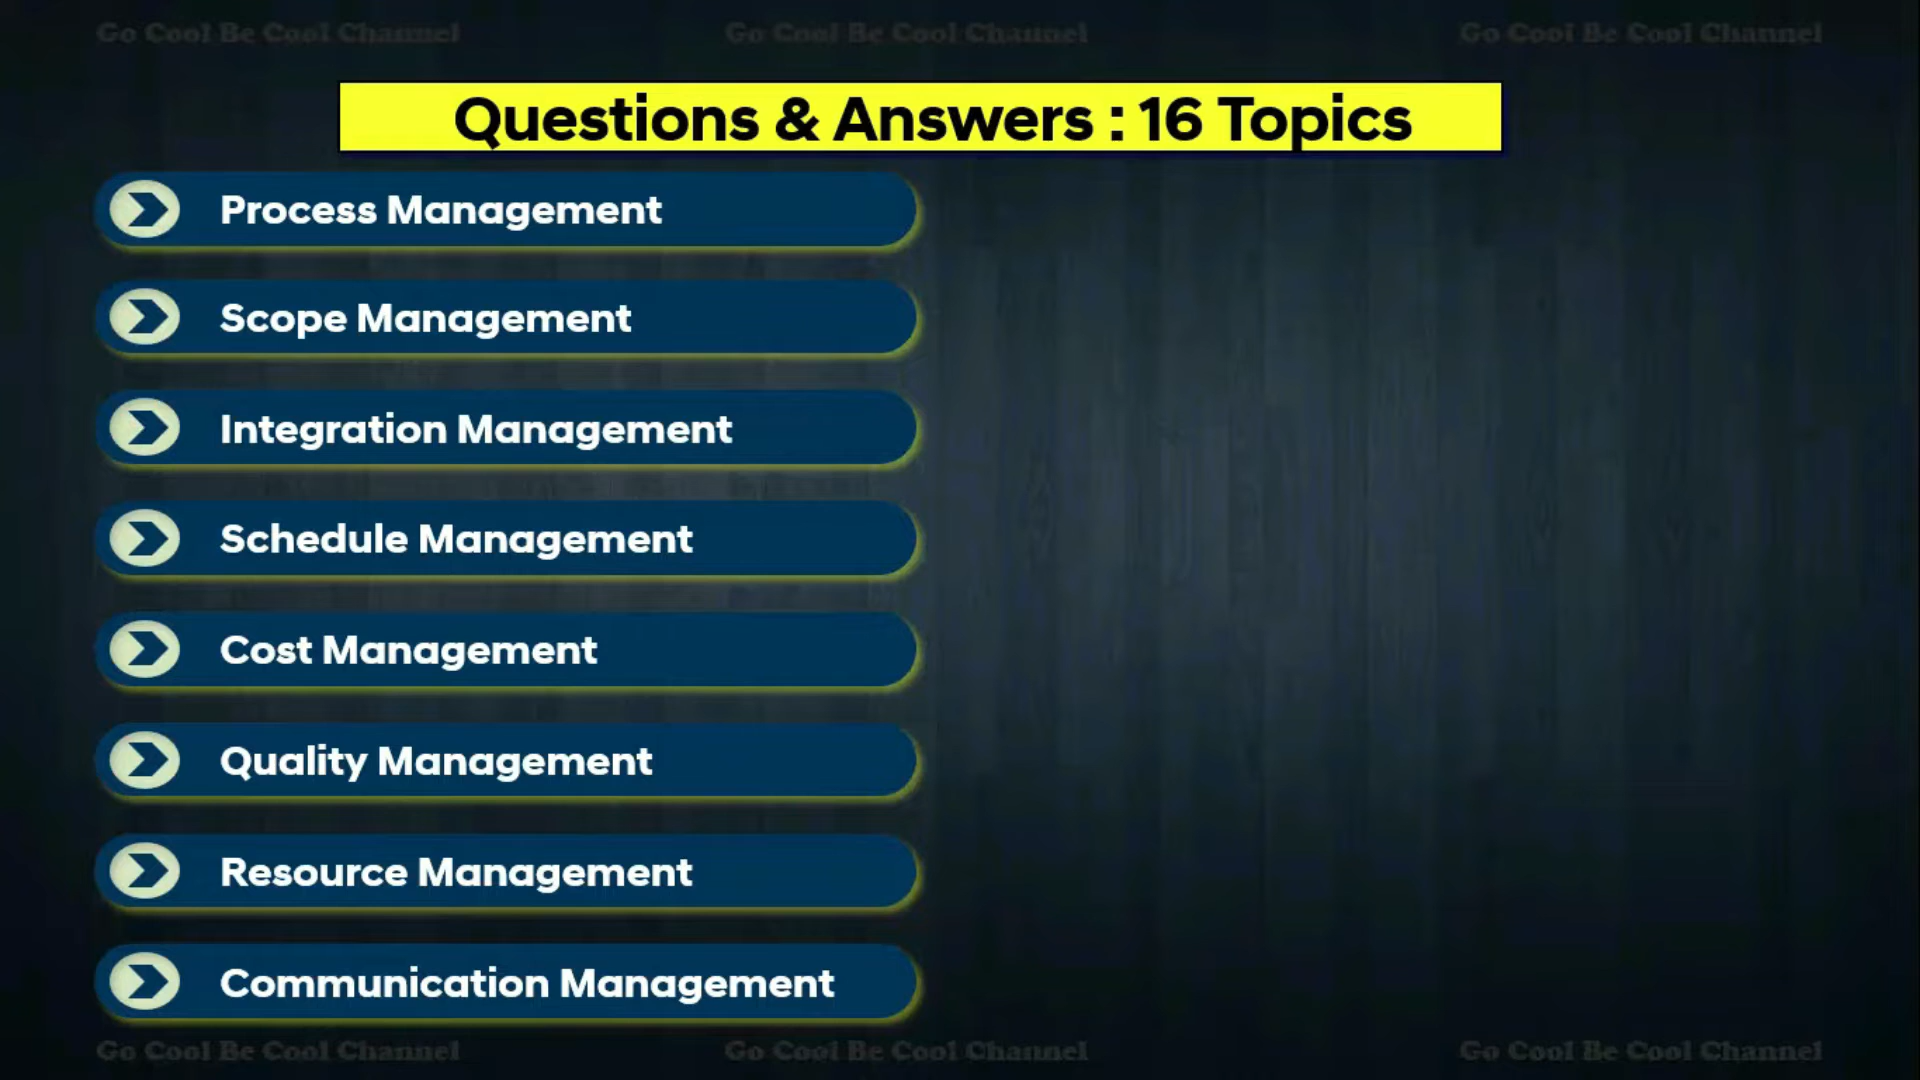 Go Cool Be Cool Channel Go Cool Be Cool Channel Go Cool Be Cool Channel
Questions & Answers : 16 Topics
Process Management
Scope Management
Integration Management
Schedule Management
Cost Management
Quality Management
Resource Management
Communication Management
Go Cool Be Cool Channel Go Cool Be Cool Channel Go Cool Be Cool Channel